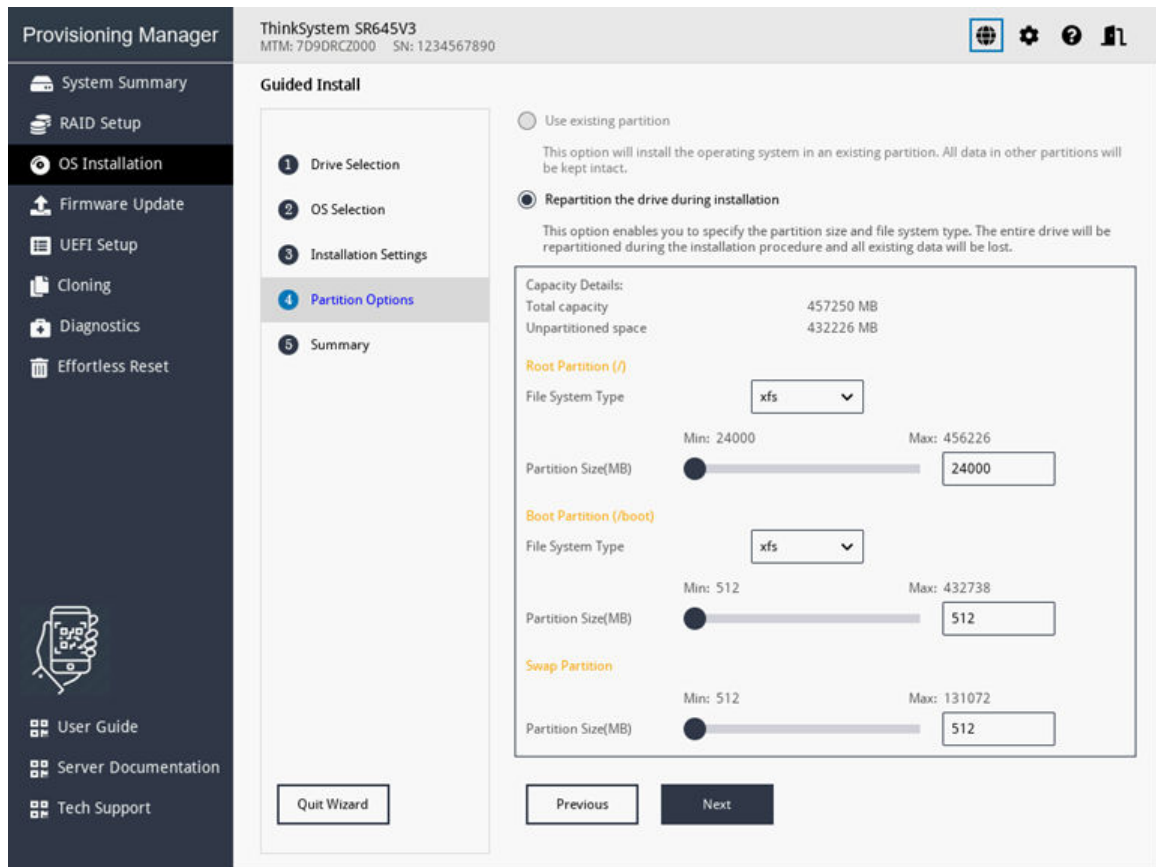 Provisioning Manager
ThinkSystem SR645V3
MTM: 7D9DRCZ000 SN: 1234567890
System Summary
RAID Setup
OS Installation
Firmware Update
UEFI Setup
Cloning
Diagnostics
Effortless Reset
User Guide
Server Documentation
Tech Support
Guided Install
1 Drive Selection
2 OS Selection
3 Installation Settings
4 Partition Options
5 Summary
Quit Wizard
Use existing partition
This option will install the operating system in an existing partition. All data in other partitions will
be kept intact.
Repartition the drive during installation
This option enables you to specify the partition size and file system type. The entire drive will be
repartitioned during the installation procedure and all existing data will be lost.
Capacity Details:
Total capacity 457250 MB
Unpartitioned space 432226 MB
Root Partition (/)
File System Type xfs
Min: 24000 Max: 456226
Partition Size(MB) 24000
Boot Partition (/boot)
File System Type xfs
Min: 512 Max: 432738
Partition Size(MB) 512
Swap Partition
Min: 512 Max: 131072
Partition Size(MB) 512
Previous Next